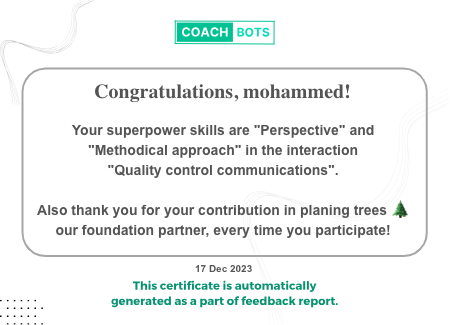 COACH BOTS
Congratulations, mohammed!
Your superpower skills are "Perspective" and
"Methodical approach" in the interaction
"Quality control communications".
Also thank you for your contribution in planing trees 🌲
our foundation partner, every time you participate!
17 Dec 2023
This certificate is automatically
generated as a part of feedback report.